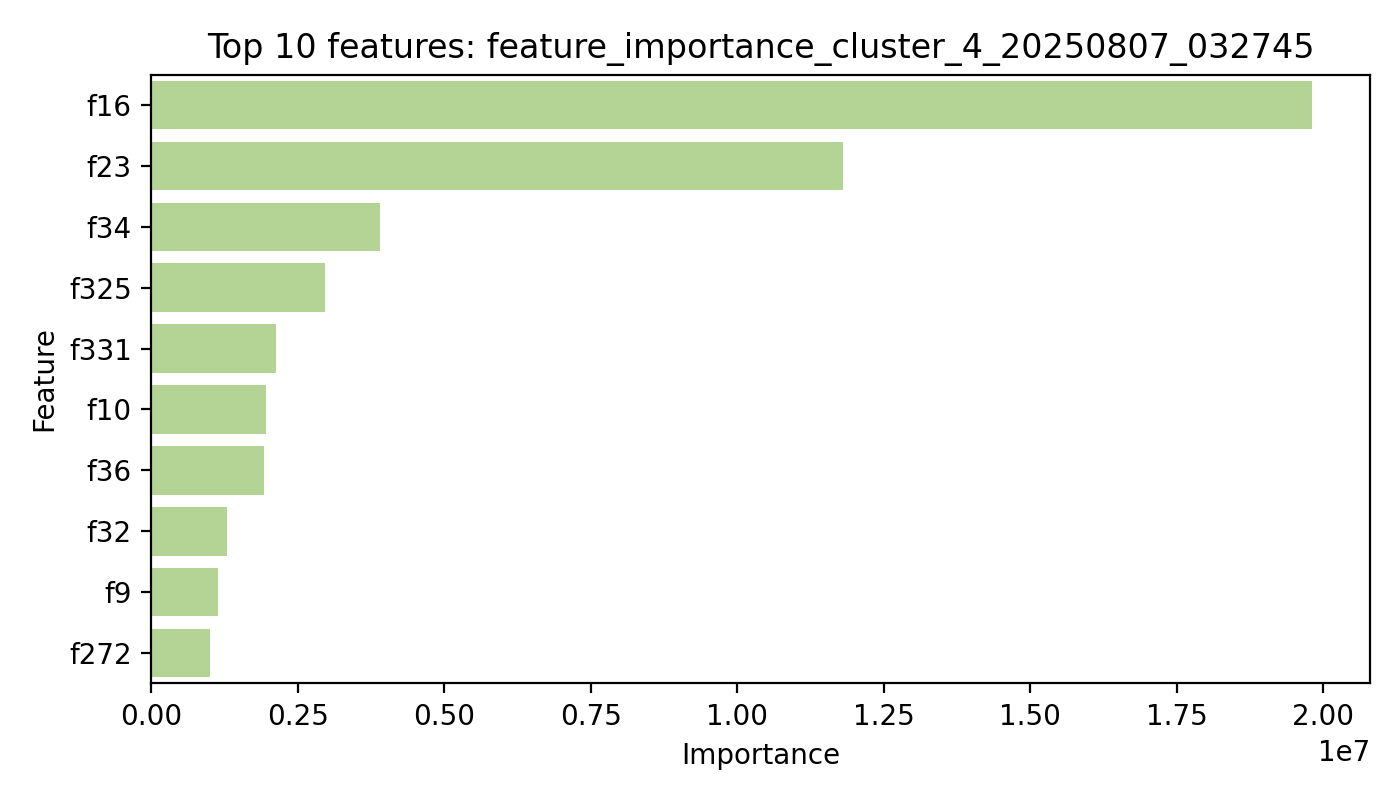 Top 10 features: feature_importance_cluster_4_20250807_032745
f16
f23
f34
f325
f331
f10
f36
f32
f9
f272
Feature
0.00 0.25 0.50 0.75 1.00 1.25 1.50 1.75 2.00
1e7
Importance